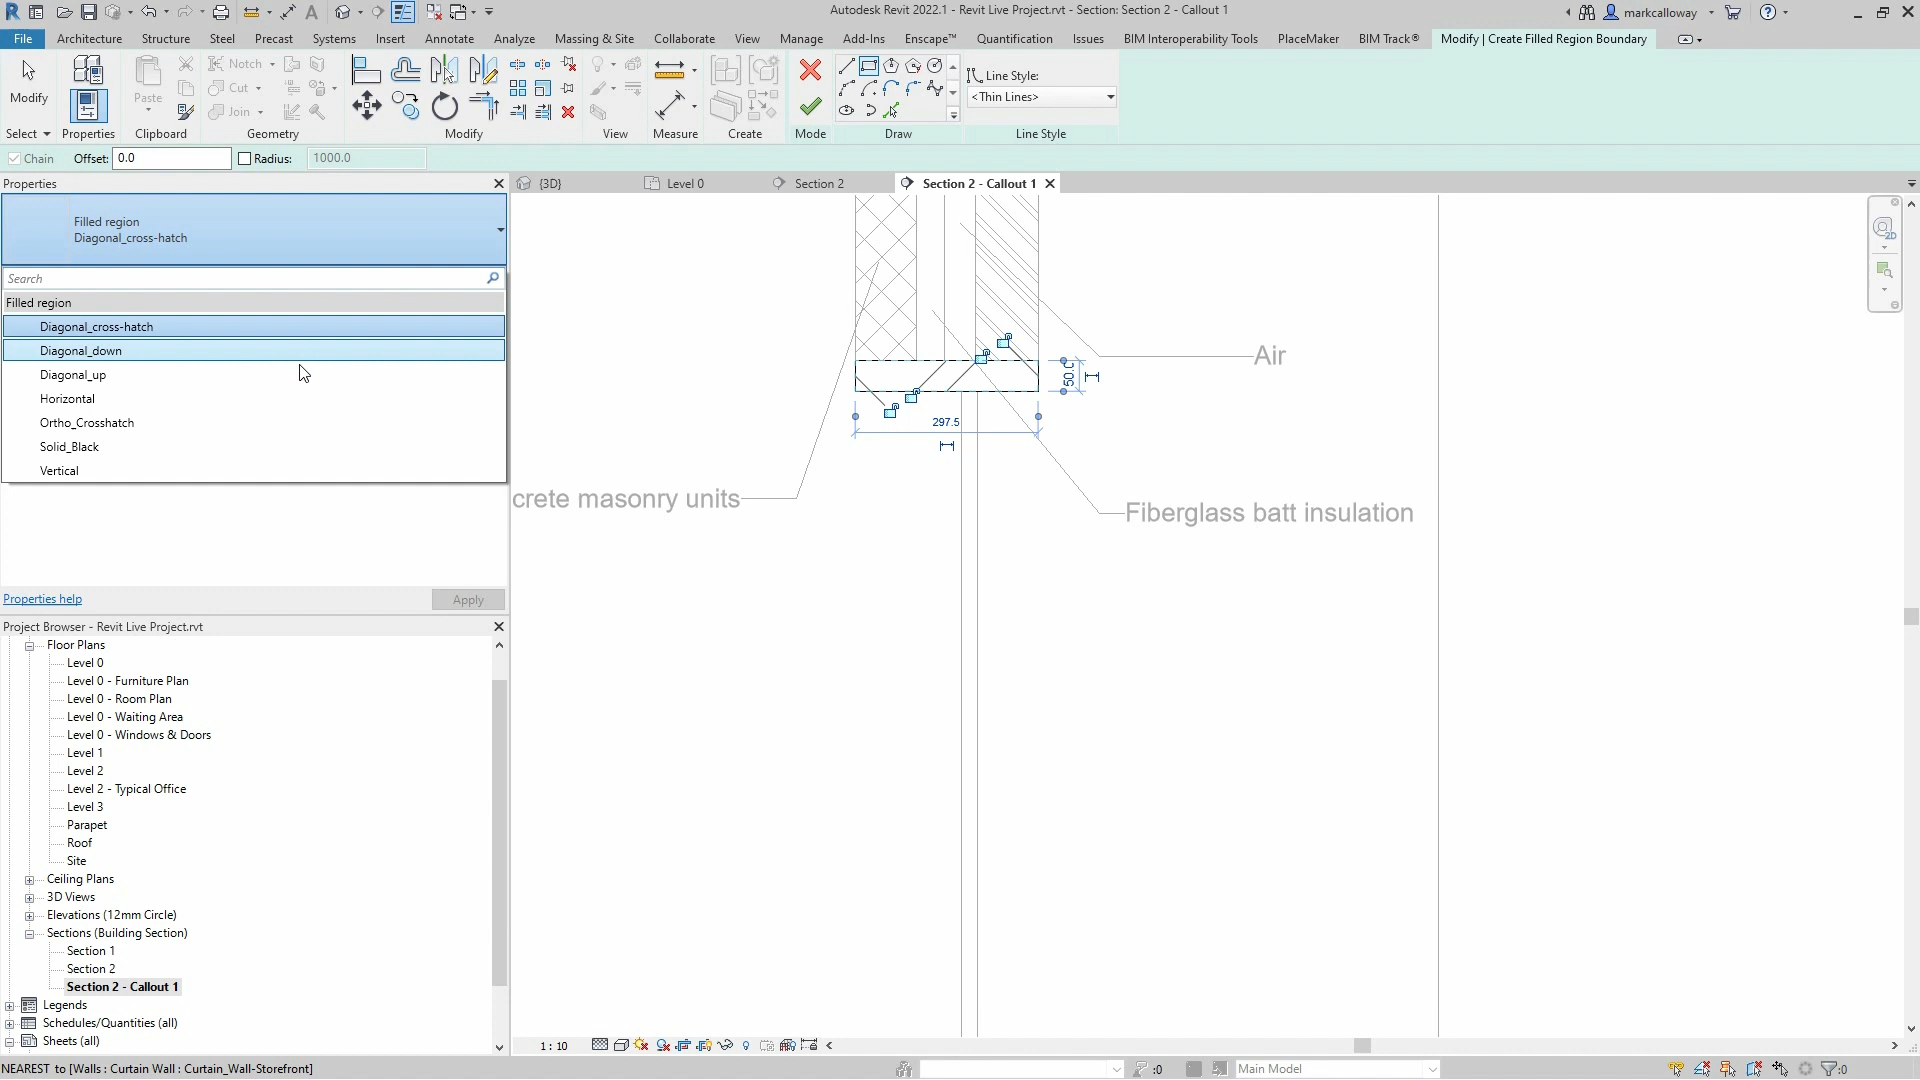 Autodesk Revit 2022.1 - Revit Live Project.rvt - Section: Section 2 - Callout 1
markcalloway
File Architecture Structure Steel Precast Systems Insert Annotate Analyze Massing & Site Collaborate View Manage Add-Ins Enscape™ Quantification Issues BIM Interoperability Tools PlaceMaker BIM Track® Modify | Create Filled Region Boundary
Modify
Paste
Notch
Cut
Join
Line Style:
<Thin Lines>
Select Properties Clipboard Geometry Modify View Measure Create Mode Draw Line Style
Chain Offset: 0.0 Radius: 1000.0
Properties
{3D} Level 0 Section 2 Section 2 - Callout 1
Filled region
Diagonal_cross-hatch
Search
Filled region
Diagonal_cross-hatch
Diagonal_down
Diagonal_up
Horizontal
Ortho_Crosshatch
Solid_Black
Vertical
Air
50.0
297.5
crete masonry units
Fiberglass batt insulation
Properties help
Apply
Project Browser - Revit Live Project.rvt
Floor Plans
Level 0
Level 0 - Furniture Plan
Level 0 - Room Plan
Level 0 - Waiting Area
Level 0 - Windows & Doors
Level 1
Level 2
Level 2 - Typical Office
Level 3
Parapet
Roof
Site
Ceiling Plans
3D Views
Elevations (12mm Circle)
Sections (Building Section)
Section 1
Section 2
Section 2 - Callout 1
Legends
Schedules/Quantities (all)
Sheets (all)
1 : 10
NEAREST to [Walls : Curtain Wall : Curtain_Wall-Storefront]
:0
Main Model
:0